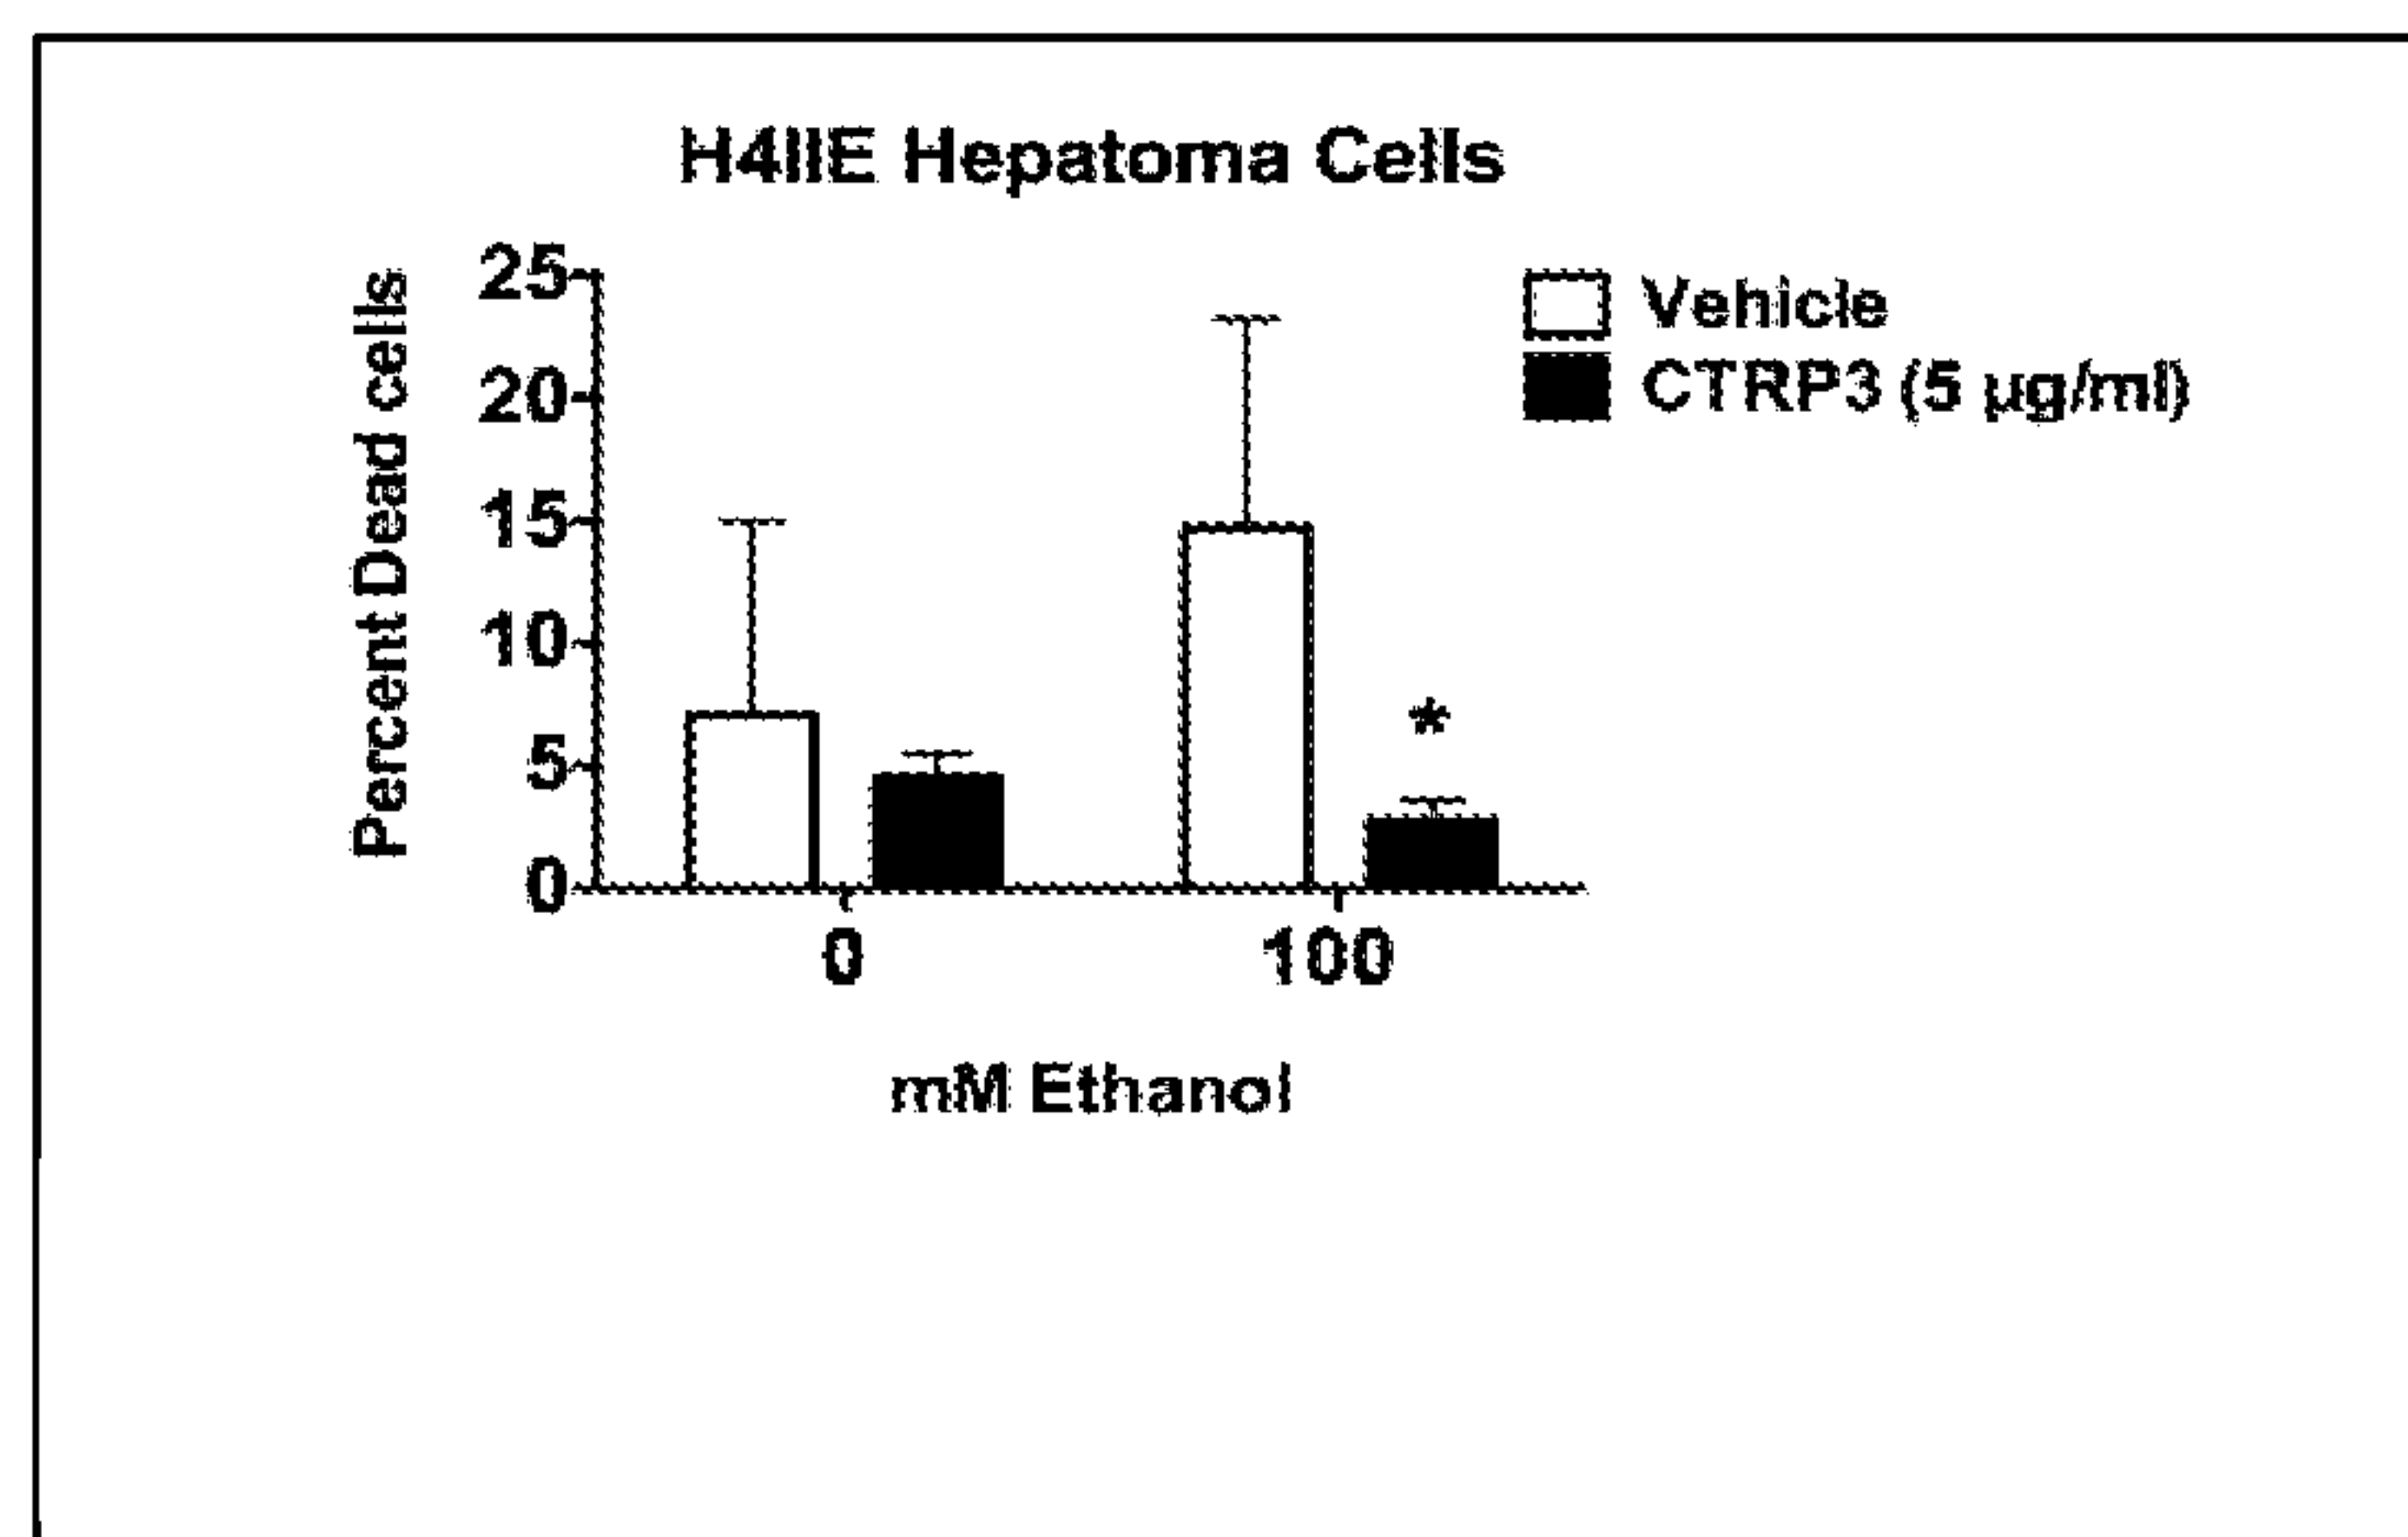 H4IIE Hepatoma Cells
Percent Dead cells
25
20
15
10
5
0
Vehicle
CTRP3 (5 µg/ml)
*
0
100
mM Ethanol